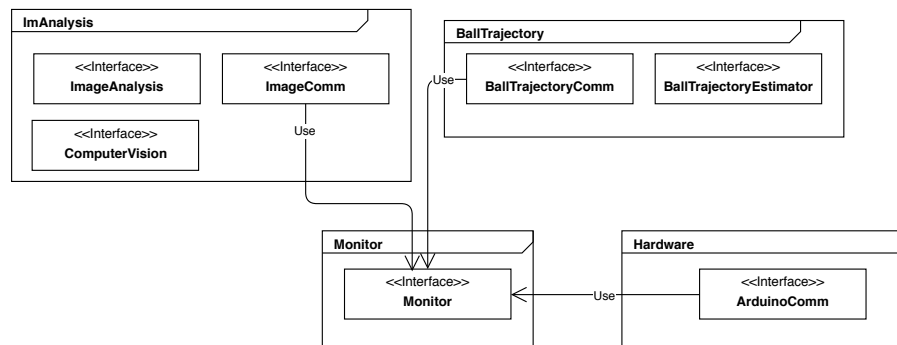 ImAnalysis
<<Interface>>
ImageAnalysis
<<Interface>>
ImageComm
<<Interface>>
ComputerVision
Use
BallTrajectory
<<Interface>>
BallTrajectoryComm
<<Interface>>
BallTrajectoryEstimator
Use
Monitor
<<Interface>>
Monitor
Hardware
<<Interface>>
ArduinoComm
Use